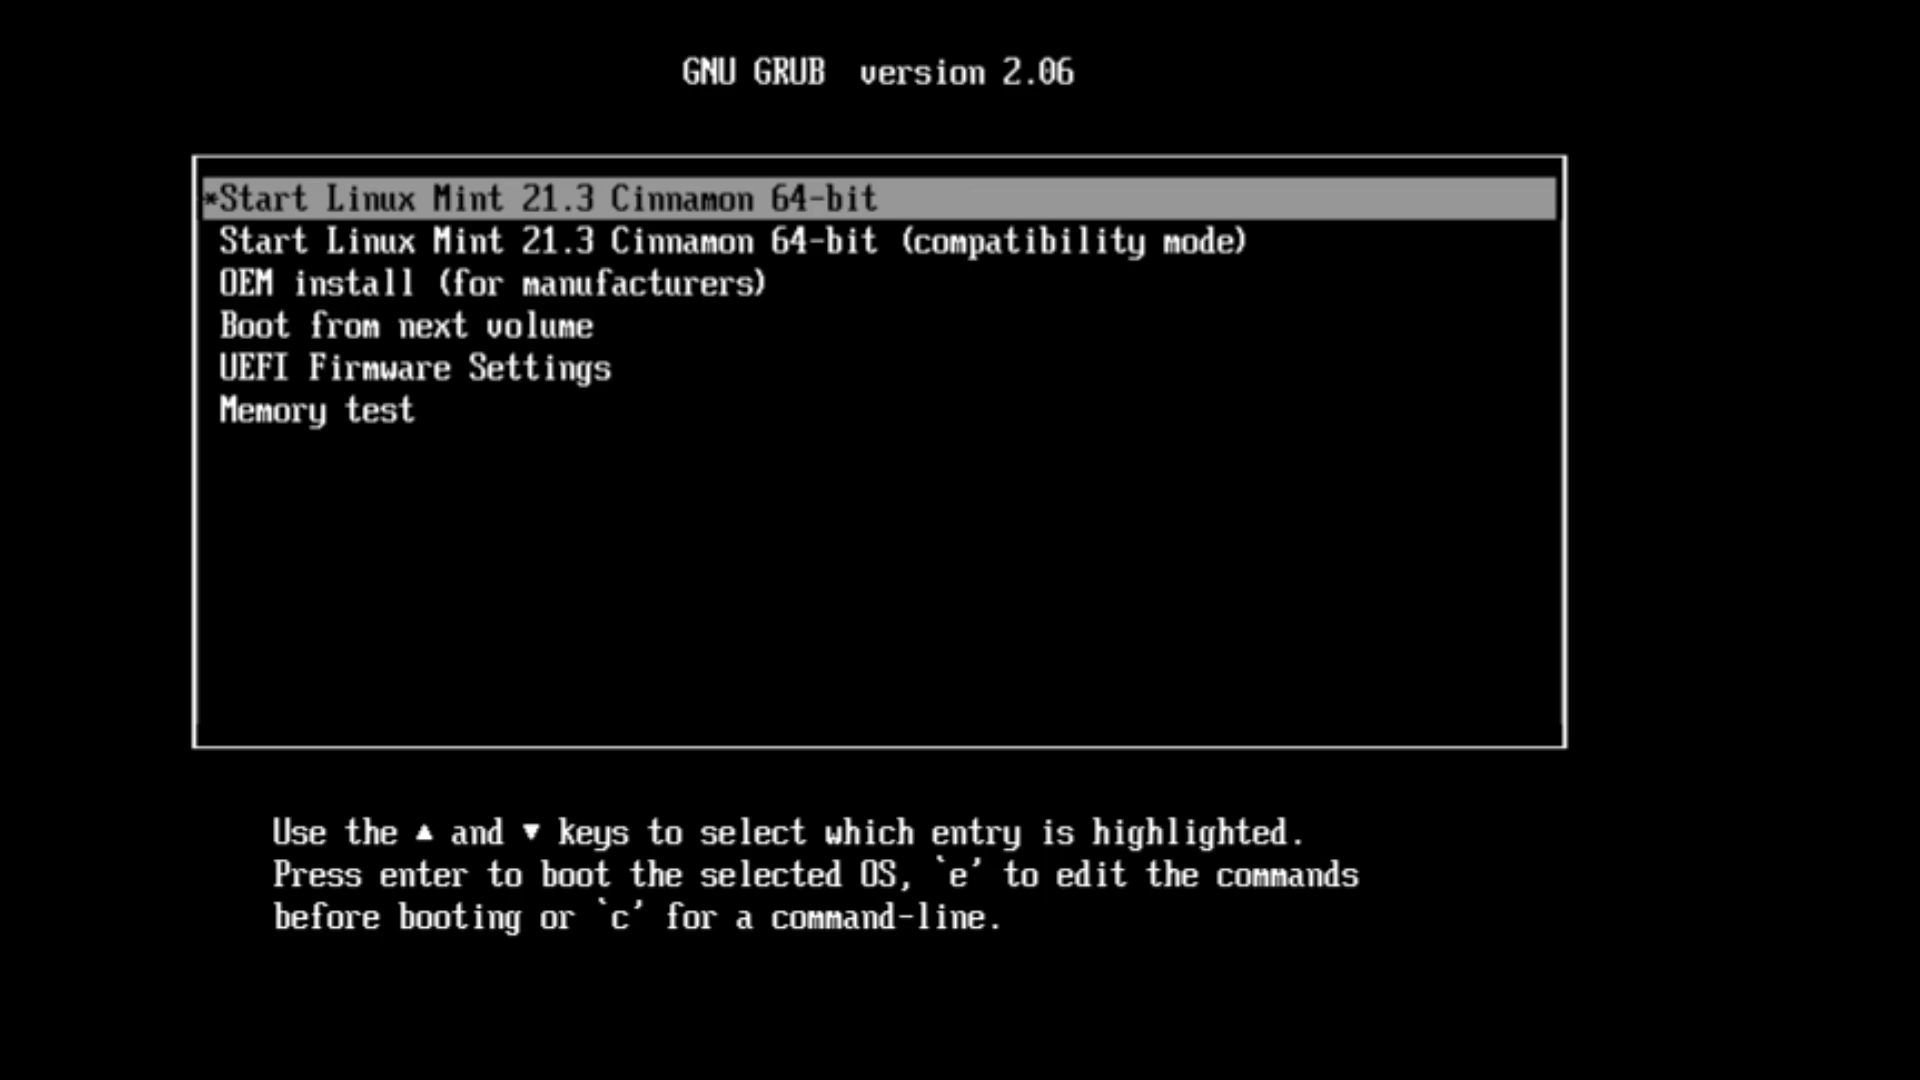 GNU GRUB  version 2.06
*Start Linux Mint 21.3 Cinnamon 64-bit
Start Linux Mint 21.3 Cinnamon 64-bit (compatibility mode)
OEM install (for manufacturers)
Boot from next volume
UEFI Firmware Settings
Memory test
Use the ▲ and ▼ keys to select which entry is highlighted.
Press enter to boot the selected OS, `e' to edit the commands
before booting or `c' for a command-line.